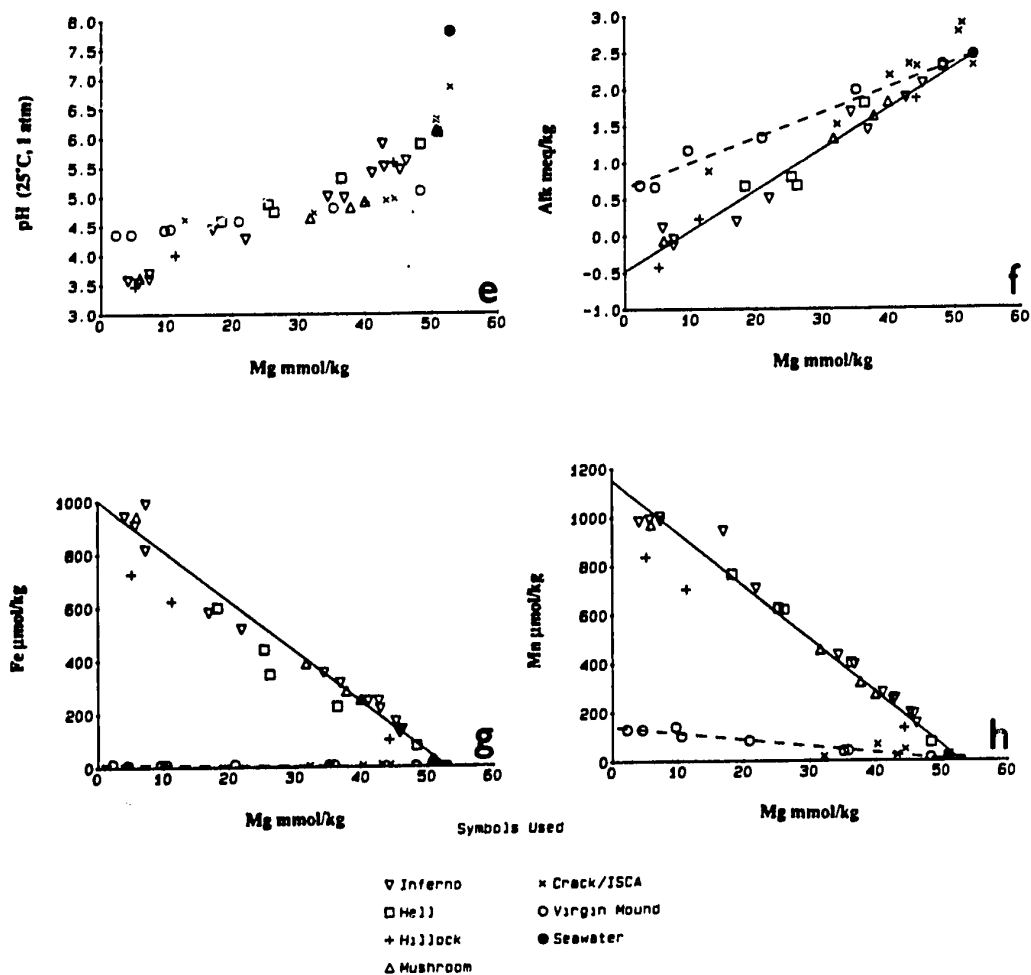 8.0
7.5
7.0
6.5
6.0
5.5
5.0
4.5
4.0
3.5
3.0
pH (25°C, 1 atm)
0 10 20 30 40 50 60
Mg mmol/kg
e
3.0
2.5
2.0
1.5
1.0
0.5
0.0
-0.5
-1.0
Alk meq/kg
0 10 20 30 40 50 60
Mg mmol/kg
f
1000
800
600
400
200
0
Fe µmol/kg
0 10 20 30 40 50 60
Mg mmol/kg
g
1200
1000
800
600
400
200
0
Mn µmol/kg
0 10 20 30 40 50 60
Mg mmol/kg
h
Symbols Used
▽ Inferno
□ Hell
+ Hillock
△ Mushroom
× Crack/ISCA
○ Virgin Mound
● Seawater